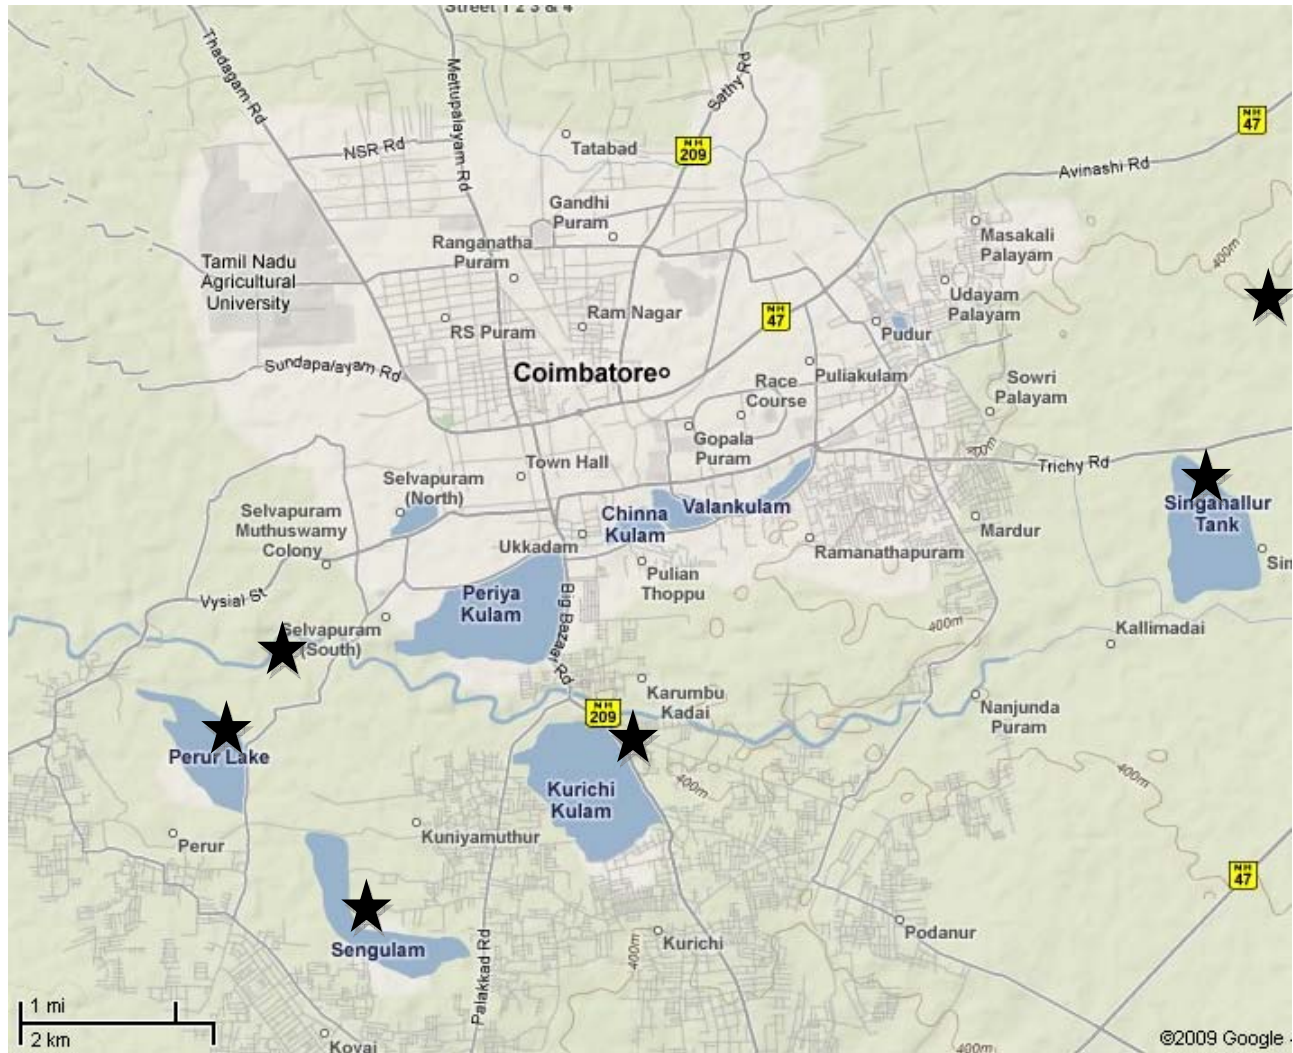 Street 1 2 3 & 4
Thadagam Rd
Mettupalayam Rd
Sathy Rd
NH
47
NSR Rd
Tatabad
NH
209
Avinashi Rd
Gandhi
Puram
Masakali
Palayam
Ranganatha
Puram
400m
Tamil Nadu
Agricultural
University
Udayam
Palayam
RS Puram
Ram Nagar
NH
47
Pudur
Sundapalayam Rd
Coimbatore
Race
Course
Puliakulam
Sowri
Palayam
Gopala
Puram
400m
Town Hall
Trichy Rd
Selvapuram
(North)
Selvapuram
Muthuswamy
Colony
Chinna
Kulam
Valankulam
Singanallur
Tank
Mardur
Ukkadam
Ramanathapuram
Sin
Pulian
Thoppu
Vysial St
Periya
Kulam
Big Bazaar Rd
Selvapuram
(South)
400m
Kallimadai
Karumbu
Kadai
NH
209
Nanjunda
Puram
Perur Lake
Kurichi
Kulam
400m
400m
Perur
Kuniyamuthur
NH
47
Sengulam
Palakkad Rd
Kurichi
400m
Podanur
1 mi
2 km
Kovai
400m
©2009 Google -